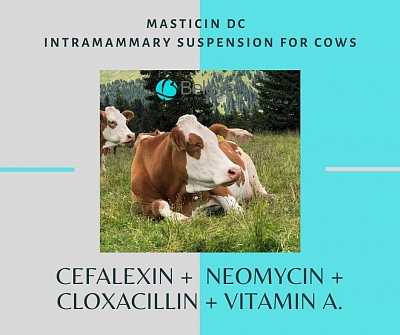 MASTICIN DC
INTRAMAMMARY SUSPENSION FOR COWS
CEFALEXIN + NEOMYCIN +
CLOXACILLIN + VITAMIN A.